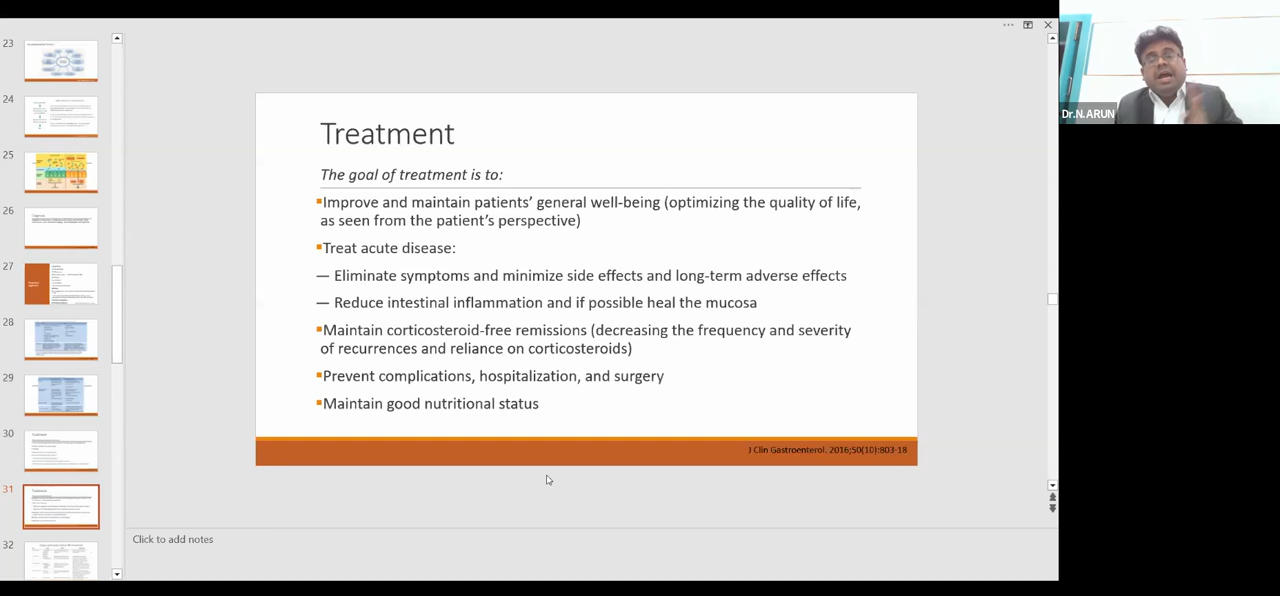 Dr.N.ARUN
23
24
25
26
27
28
29
30
31
32
Treatment
The goal of treatment is to:
Improve and maintain patients’ general well-being (optimizing the quality of life,
as seen from the patient’s perspective)
Treat acute disease:
— Eliminate symptoms and minimize side effects and long-term adverse effects
— Reduce intestinal inflammation and if possible heal the mucosa
Maintain corticosteroid-free remissions (decreasing the frequency and severity
of recurrences and reliance on corticosteroids)
Prevent complications, hospitalization, and surgery
Maintain good nutritional status
J Clin Gastroenterol. 2016;50(10):803-18
Click to add notes